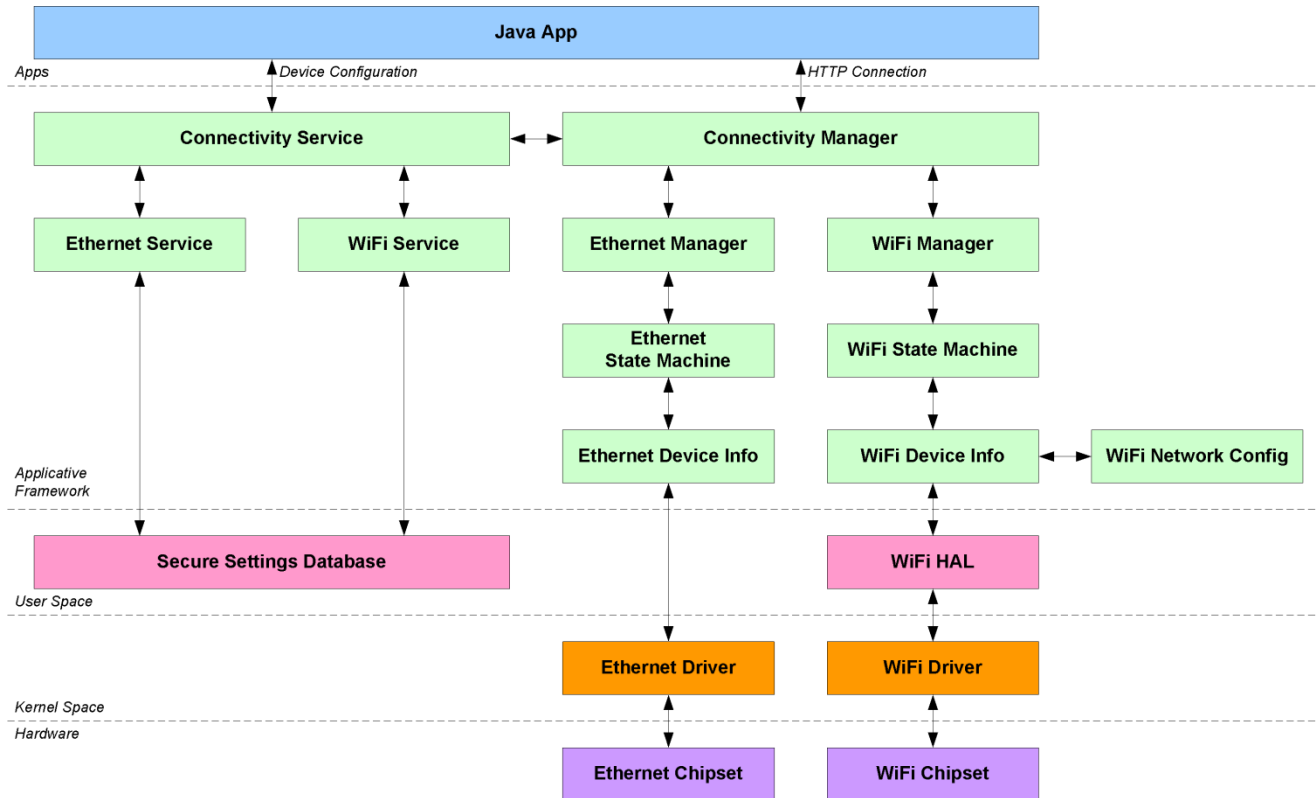 Java App
Apps
Device Configuration
HTTP Connection
Connectivity Service
Connectivity Manager
Ethernet Service
WiFi Service
Ethernet Manager
WiFi Manager
Ethernet
State Machine
WiFi State Machine
Ethernet Device Info
WiFi Device Info
WiFi Network Config
Applicative
Framework
Secure Settings Database
WiFi HAL
User Space
Ethernet Driver
WiFi Driver
Kernel Space
Hardware
Ethernet Chipset
WiFi Chipset